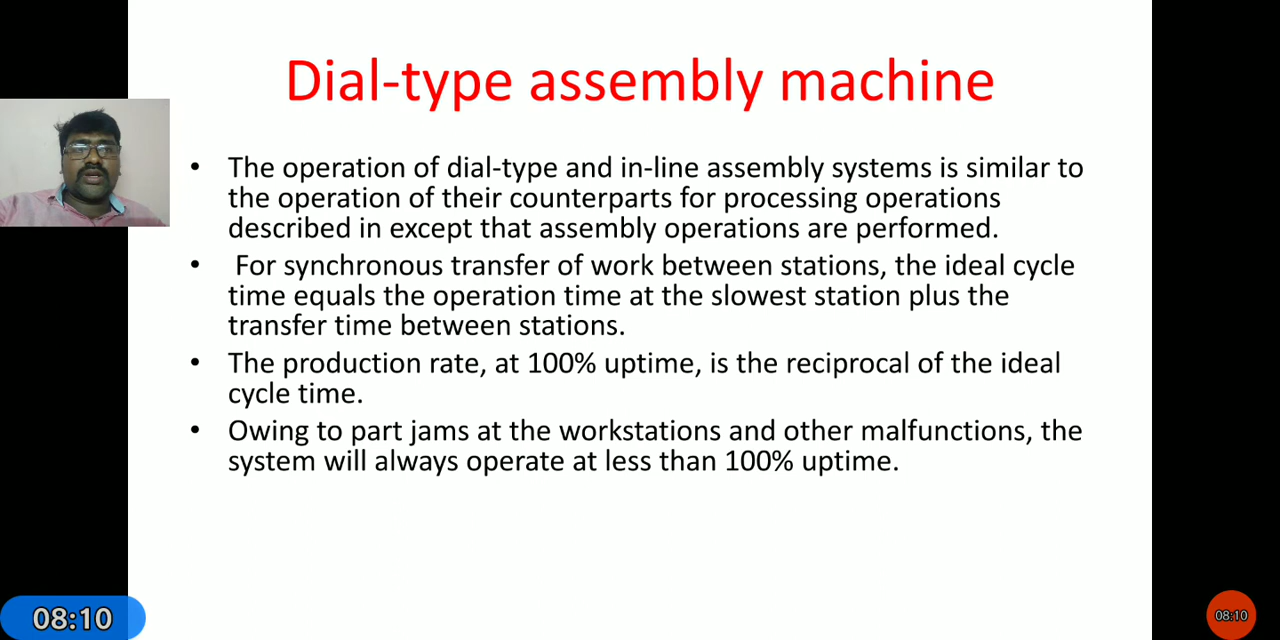 Dial-type assembly machine
• The operation of dial-type and in-line assembly systems is similar to
the operation of their counterparts for processing operations
described in except that assembly operations are performed.
• For synchronous transfer of work between stations, the ideal cycle
time equals the operation time at the slowest station plus the
transfer time between stations.
• The production rate, at 100% uptime, is the reciprocal of the ideal
cycle time.
• Owing to part jams at the workstations and other malfunctions, the
system will always operate at less than 100% uptime.
08:10
08:10